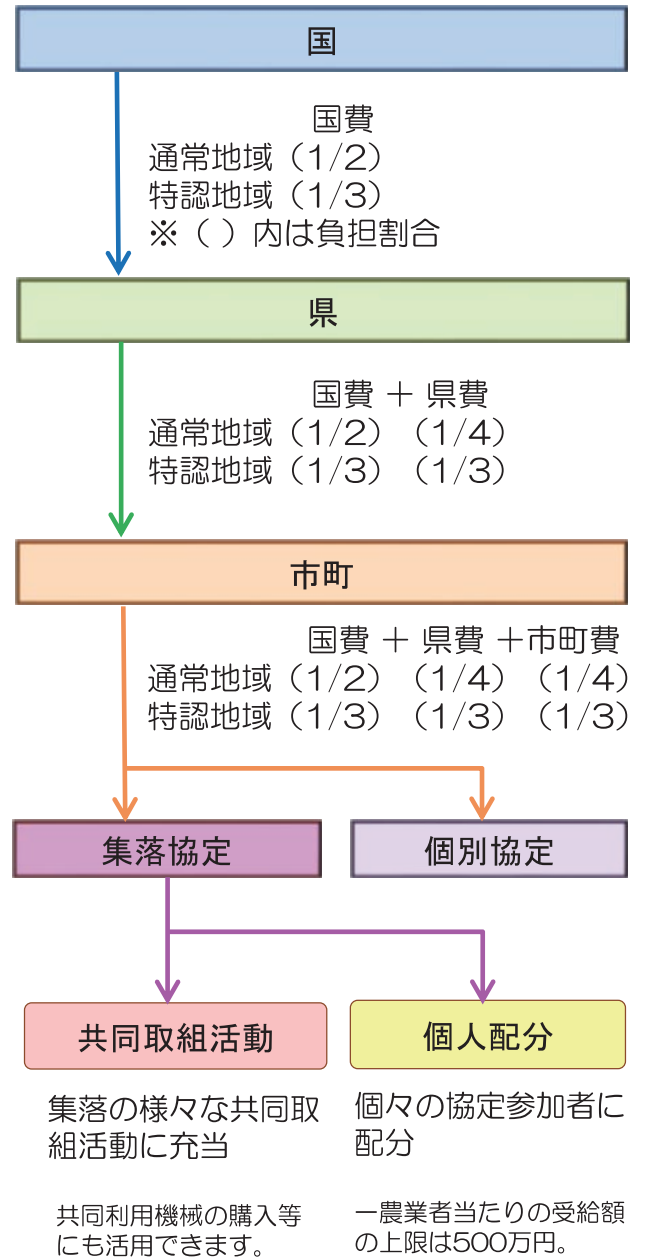 国
国費
通常地域（1/2）
特認地域（1/3）
※（ ）内は負担割合
県
国費 ＋ 県費
通常地域（1/2）（1/4）
特認地域（1/3）（1/3）
市町
国費 ＋ 県費 ＋市町費
通常地域（1/2）（1/4）（1/4）
特認地域（1/3）（1/3）（1/3）
集落協定
個別協定
共同取組活動
個人配分
集落の様々な共同取
組活動に充当
個々の協定参加者に
配分
共同利用機械の購入等
にも活用できます。
一農業者当たりの受給額
の上限は500万円。